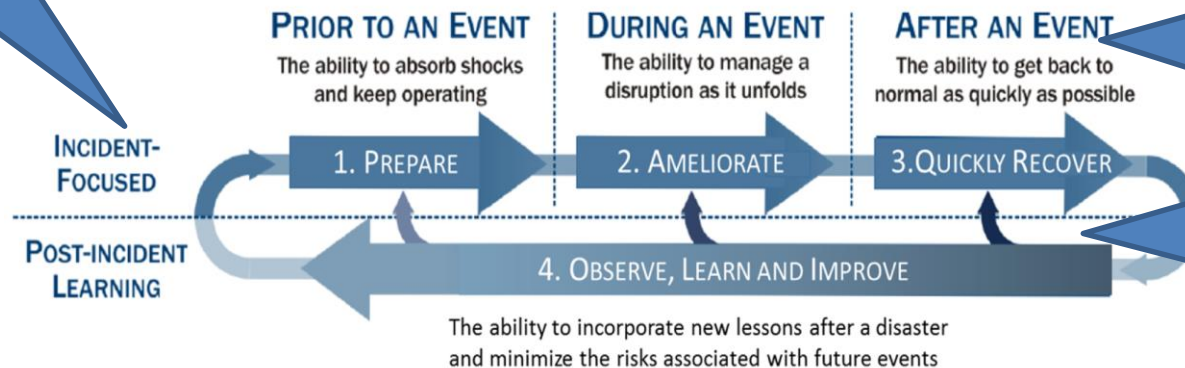 PRIOR TO AN EVENT
The ability to absorb shocks
and keep operating
DURING AN EVENT
The ability to manage a
disruption as it unfolds
AFTER AN EVENT
The ability to get back to
normal as quickly as possible
INCIDENT-
FOCUSED
1. PREPARE
2. AMELIORATE
3.QUICKLY RECOVER
POST-INCIDENT
LEARNING
4. OBSERVE, LEARN AND IMPROVE
The ability to incorporate new lessons after a disaster
and minimize the risks associated with future events